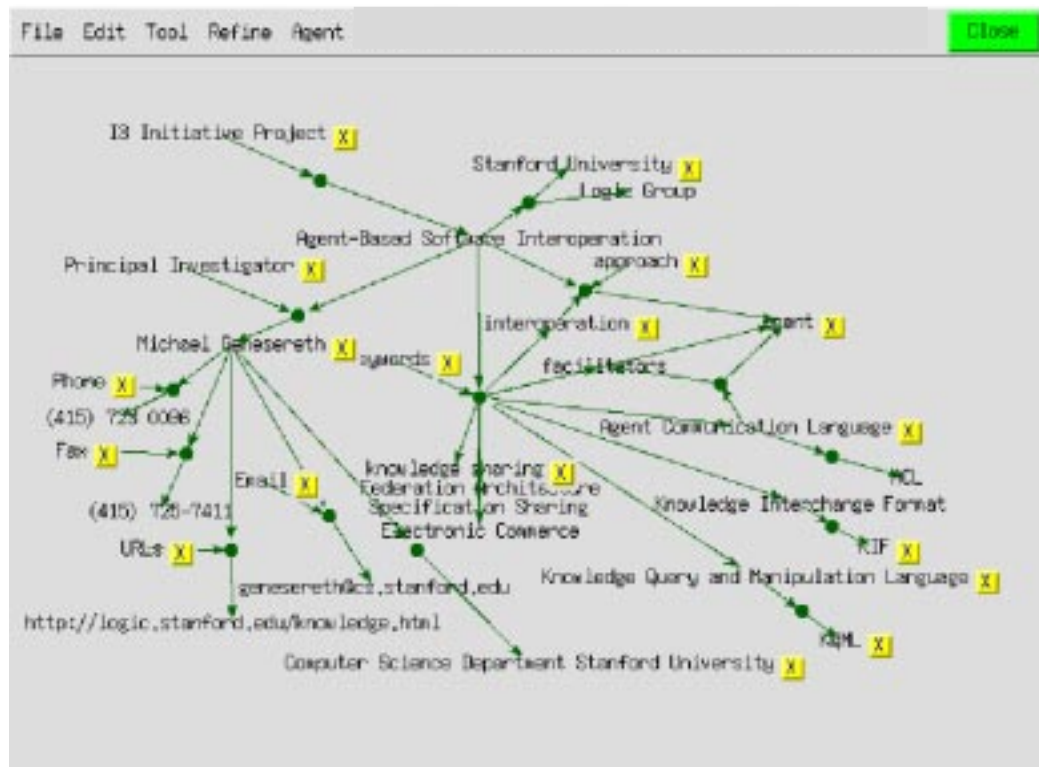 File Edit Tool Refine Agent
Close
I3 Initiative Project X
Stanford University X
Logic Group
Agent-Based Software Interoperation
approach X
Principal Investigator X
interoperation X
Agent X
Michael Genesereth X
ywords X
facilitators
Phone X
(415) 723 0096
Agent Communication Language X
Fax X
knowledge sharing X
ACL
Email X
Federation Architecture
(415) 725-7411
Specification Sharing
Knowledge Interchange Format
Electronic Commerce
URLs X
KIF X
genesereth@cs.stanford.edu
Knowledge Query and Manipulation Language X
http://logic.stanford.edu/knowledge.html
KQML X
Computer Science Department Stanford University X